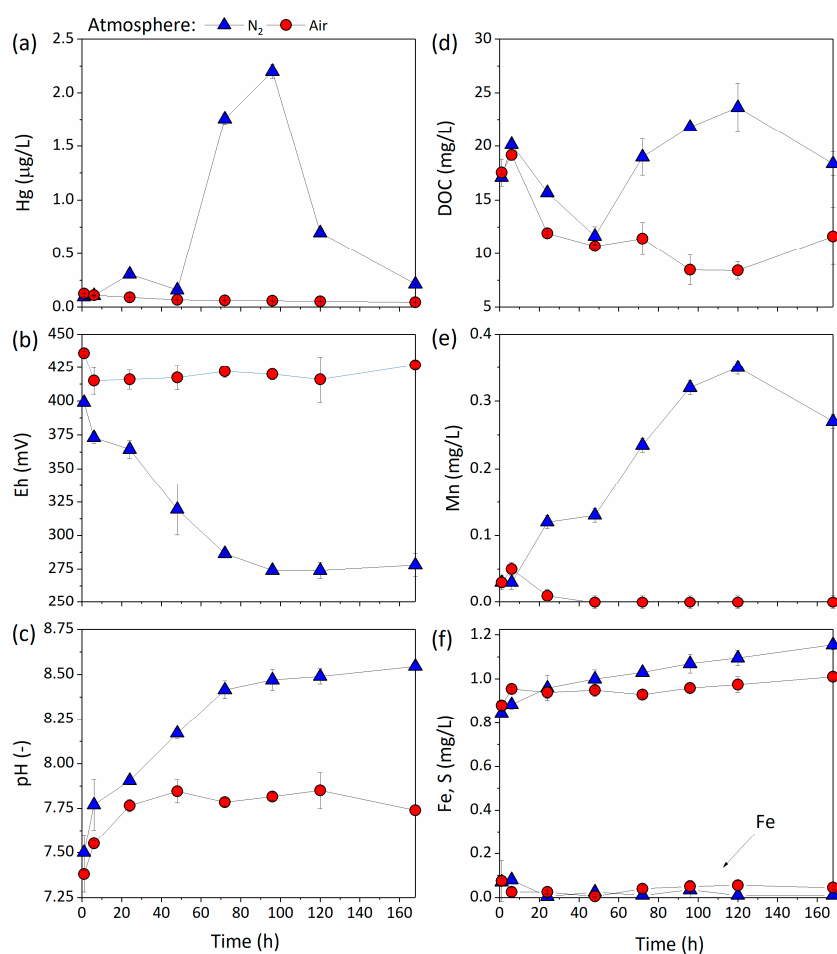 Atmosphere: N2 Air
(a)
2.5
2.0
1.5
1.0
0.5
0.0
Hg (µg/L)
(b)
450
425
400
375
350
325
300
275
250
Eh (mV)
(c)
8.75
8.50
8.25
8.00
7.75
7.50
7.25
pH (-)
0 20 40 60 80 100 120 140 160
Time (h)
(d)
30
25
20
15
10
5
DOC (mg/L)
(e)
0.4
0.3
0.2
0.1
0.0
Mn (mg/L)
(f)
1.2
1.0
0.8
0.6
0.4
0.2
0.0
Fe, S (mg/L)
Fe
0 20 40 60 80 100 120 140 160
Time (h)